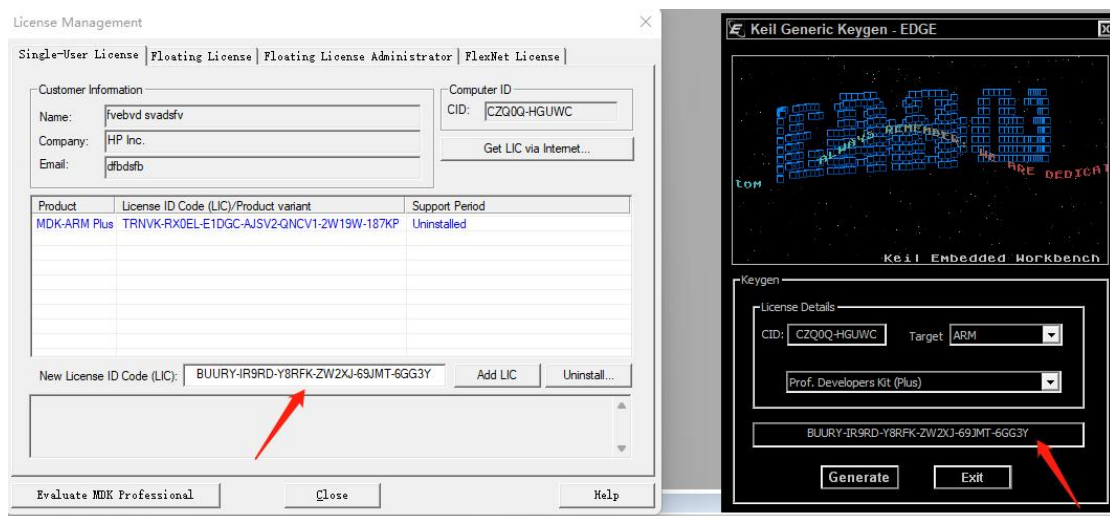 License Management
Single-User License | Floating License | Floating License Administrator | FlexNet License
Customer Information
Name: fvebvd svadsfv
Company: HP Inc.
Email: dfbdsfb
Computer ID
CID: CZQ0Q-HGUWC
Get LIC via Internet...
Product License ID Code (LIC)/Product variant Support Period
MDK-ARM Plus TRNVK-RX0EL-E1DGC-AJSV2-QNCV1-2W19W-187KP Uninstalled
New License ID Code (LIC): BUURY-IR9RD-Y8RFK-ZW2XJ-69JMT-6GG3Y Add LIC Uninstall...
Evaluate MDK Professional Close Help
Keil Generic Keygen - EDGE
ALWAYS REMEMBER, WE ARE
Keil Embedded Workbench
Keygen
License Details
CID: CZQ0Q-HGUWC Target ARM
Prof. Developers Kit (Plus)
BUURY-IR9RD-Y8RFK-ZW2XJ-69JMT-6GG3Y
Generate Exit